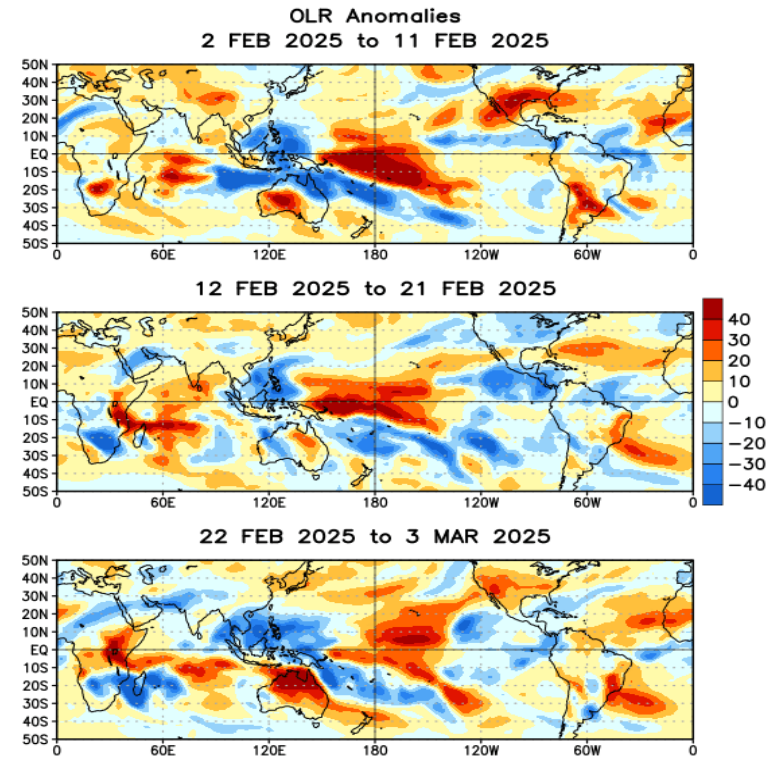 OLR Anomalies
2 FEB 2025 to 11 FEB 2025
50N
40N
30N
20N
10N
EQ
10S
20S
30S
40S
50S
0 60E 120E 180 120W 60W 0
12 FEB 2025 to 21 FEB 2025
50N
40N
30N
20N
10N
EQ
10S
20S
30S
40S
50S
0 60E 120E 180 120W 60W 0
40
30
20
10
0
−10
−20
−30
−40
22 FEB 2025 to 3 MAR 2025
50N
40N
30N
20N
10N
EQ
10S
20S
30S
40S
50S
0 60E 120E 180 120W 60W 0